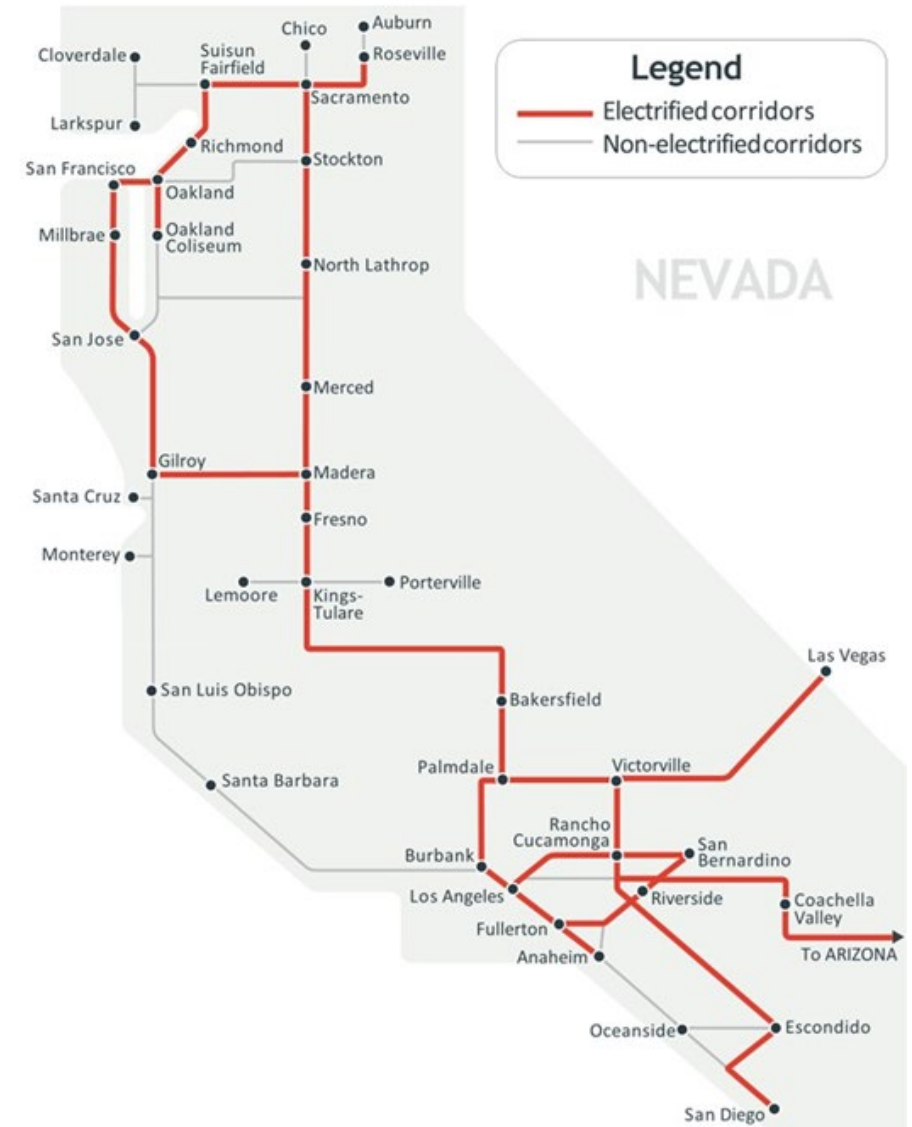 Auburn
Chico
Roseville
Cloverdale
Suisun
Fairfield
Sacramento
Larkspur
Richmond
Stockton
San Francisco
Oakland
Millbrae
Oakland
Coliseum
North Lathrop
San Jose
Merced
Gilroy
Madera
Santa Cruz
Fresno
Monterey
Lemoore
Kings-
Tulare
Porterville
San Luis Obispo
Las Vegas
Bakersfield
Palmdale
Victorville
Santa Barbara
Rancho
Cucamonga
San
Bernardino
Burbank
Los Angeles
Riverside
Coachella
Valley
Fullerton
Anaheim
To ARIZONA
Oceanside
Escondido
San Diego
Legend
Electrified corridors
Non-electrified corridors
NEVADA